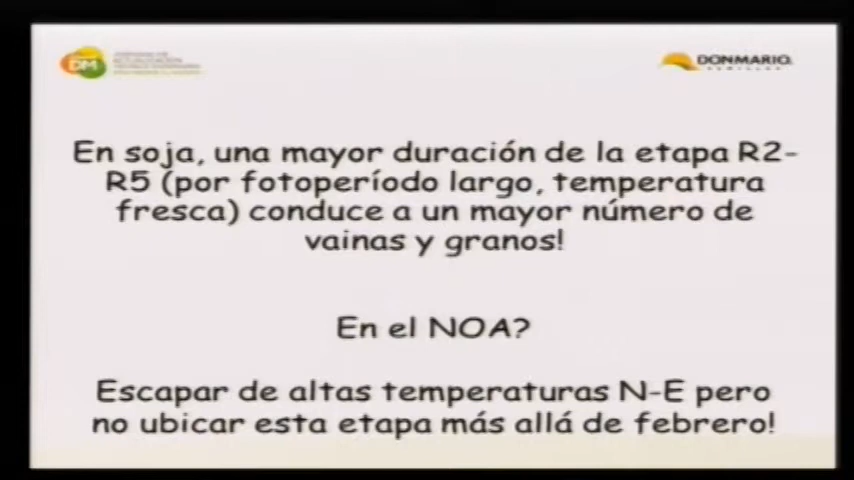 DM
DONMARIO
En soja, una mayor duración de la etapa R2-
R5 (por fotoperíodo largo, temperatura
fresca) conduce a un mayor número de
vainas y granos!
En el NOA?
Escapar de altas temperaturas N-E pero
no ubicar esta etapa más allá de febrero!